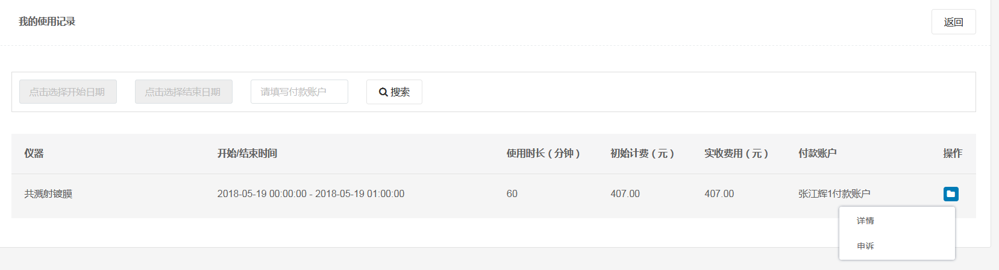 我的使用记录
返回
点击选择开始日期 点击选择结束日期 请填写付款账户 搜索
仪器 开始/结束时间 使用时长（分钟） 初始计费（元） 实收费用（元） 付款账户 操作
共溅射镀膜 2018-05-19 00:00:00 - 2018-05-19 01:00:00 60 407.00 407.00 张江辉1付款账户
详情
申诉